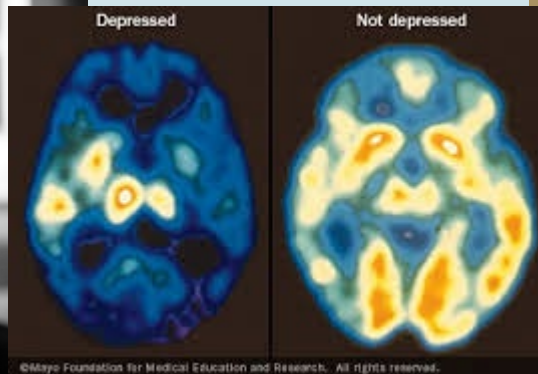 Depressed Not depressed
©Mayo Foundation for Medical Education and Research. All rights reserved.